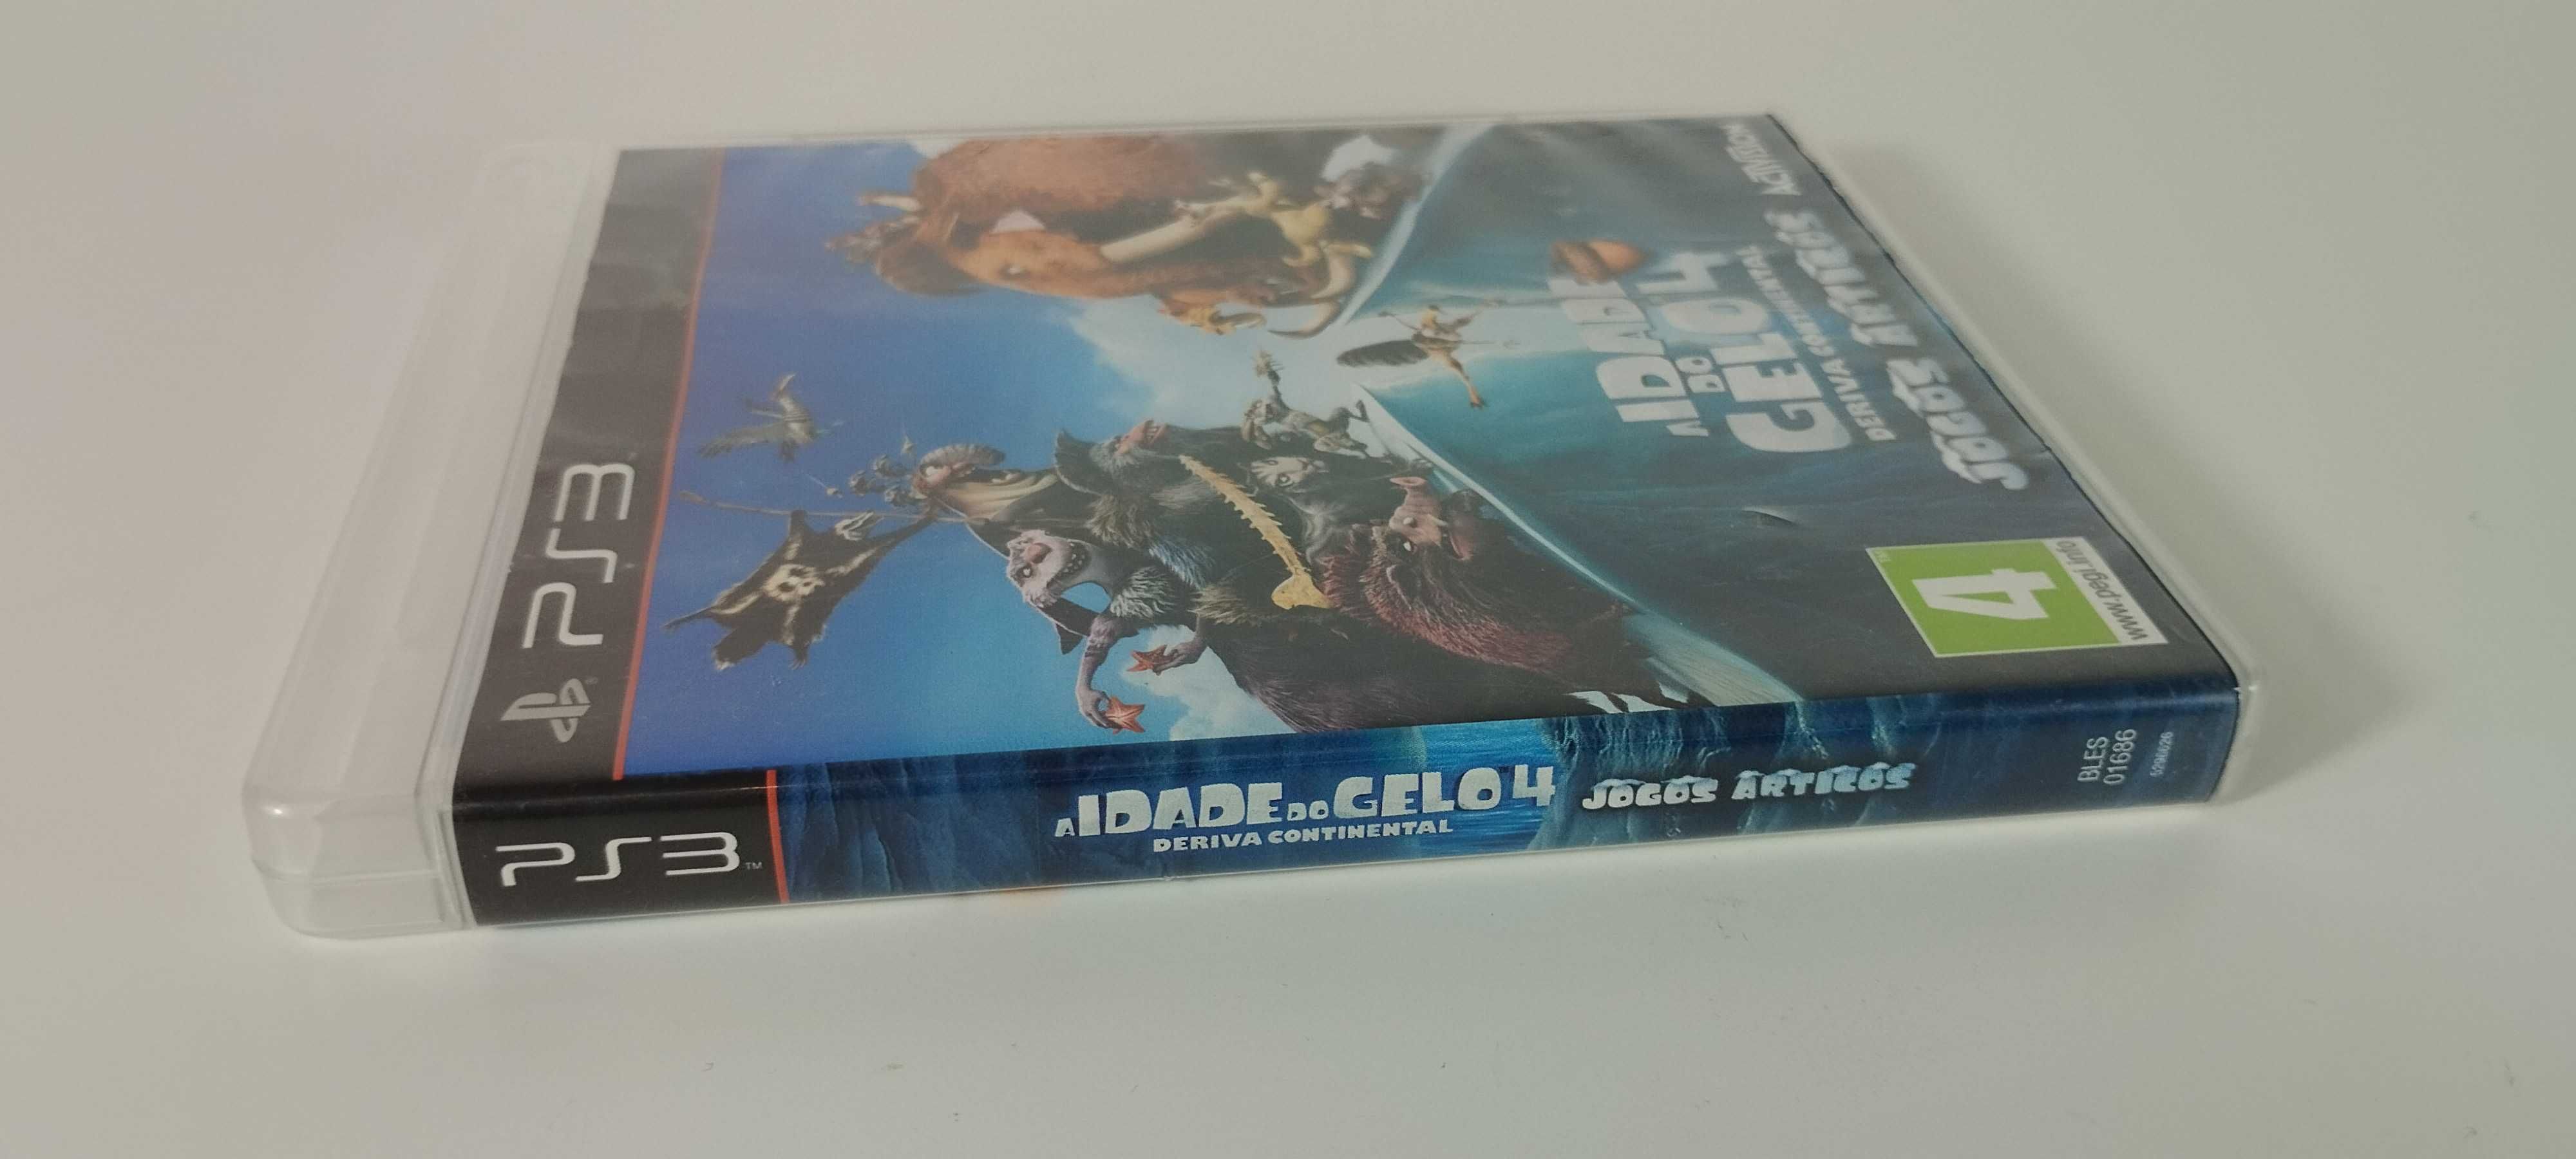 PS3
A IDADE
DO
GELO 4
DERIVA CONTINENTAL
JOGOS ÁRTICOS
ACTIVISION
4
www.pegi.info
PS3™
A IDADE DO GELO 4
DERIVA CONTINENTAL
JOGOS ÁRTICOS
BLES
01686